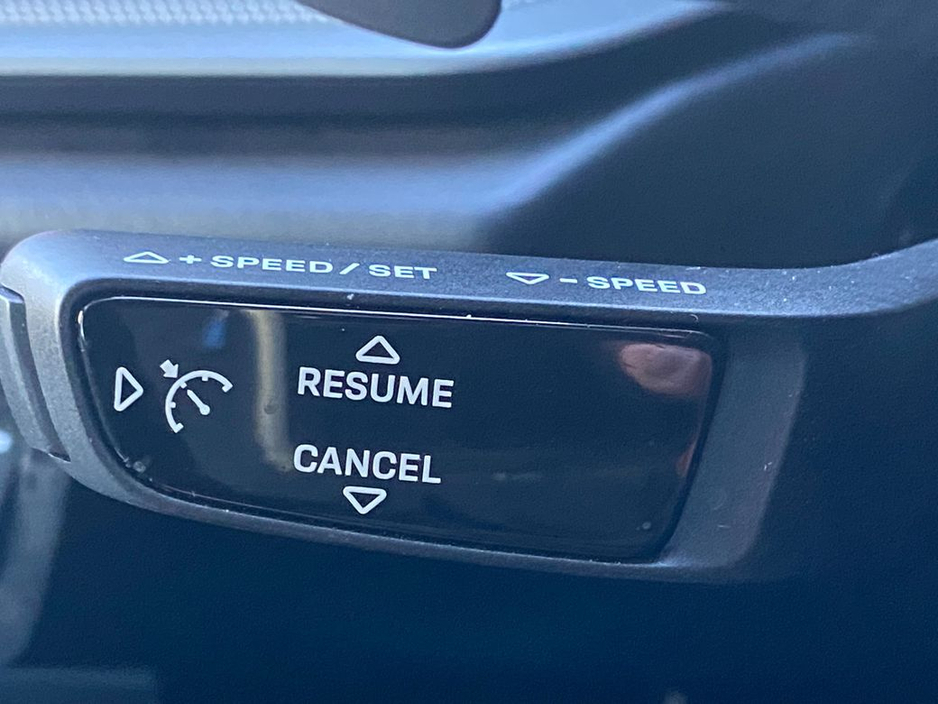 + SPEED / SET - SPEED
RESUME
CANCEL